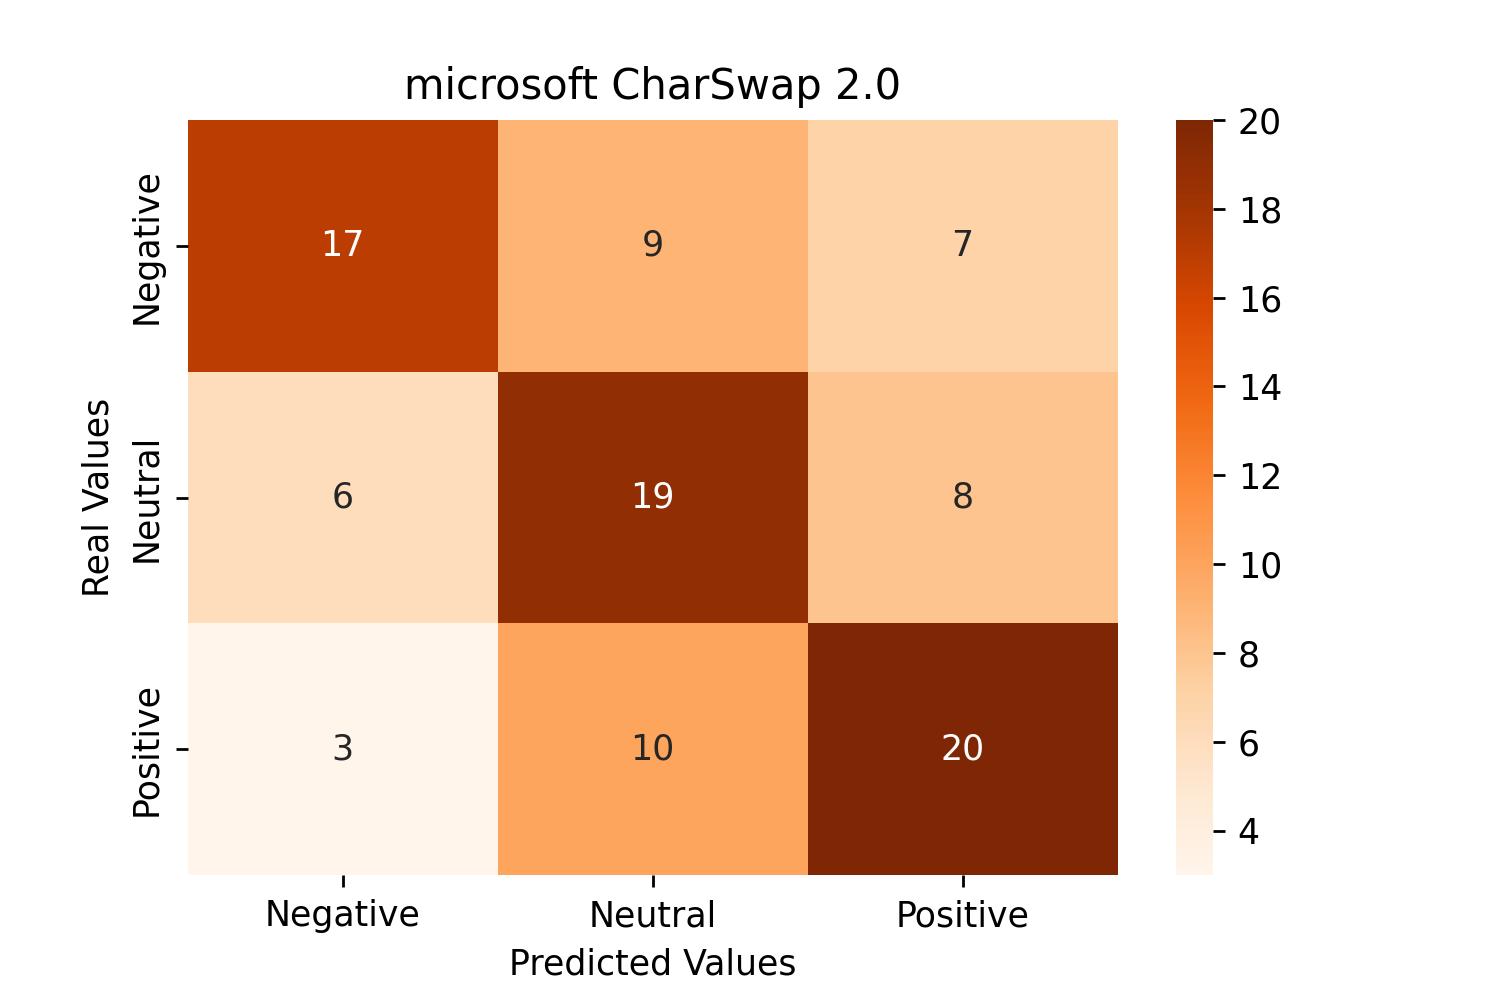 microsoft CharSwap 2.0
Real Values
Negative
17 9 7
Neutral
6 19 8
Positive
3 10 20
Negative Neutral Positive
Predicted Values
20
18
16
14
12
10
8
6
4